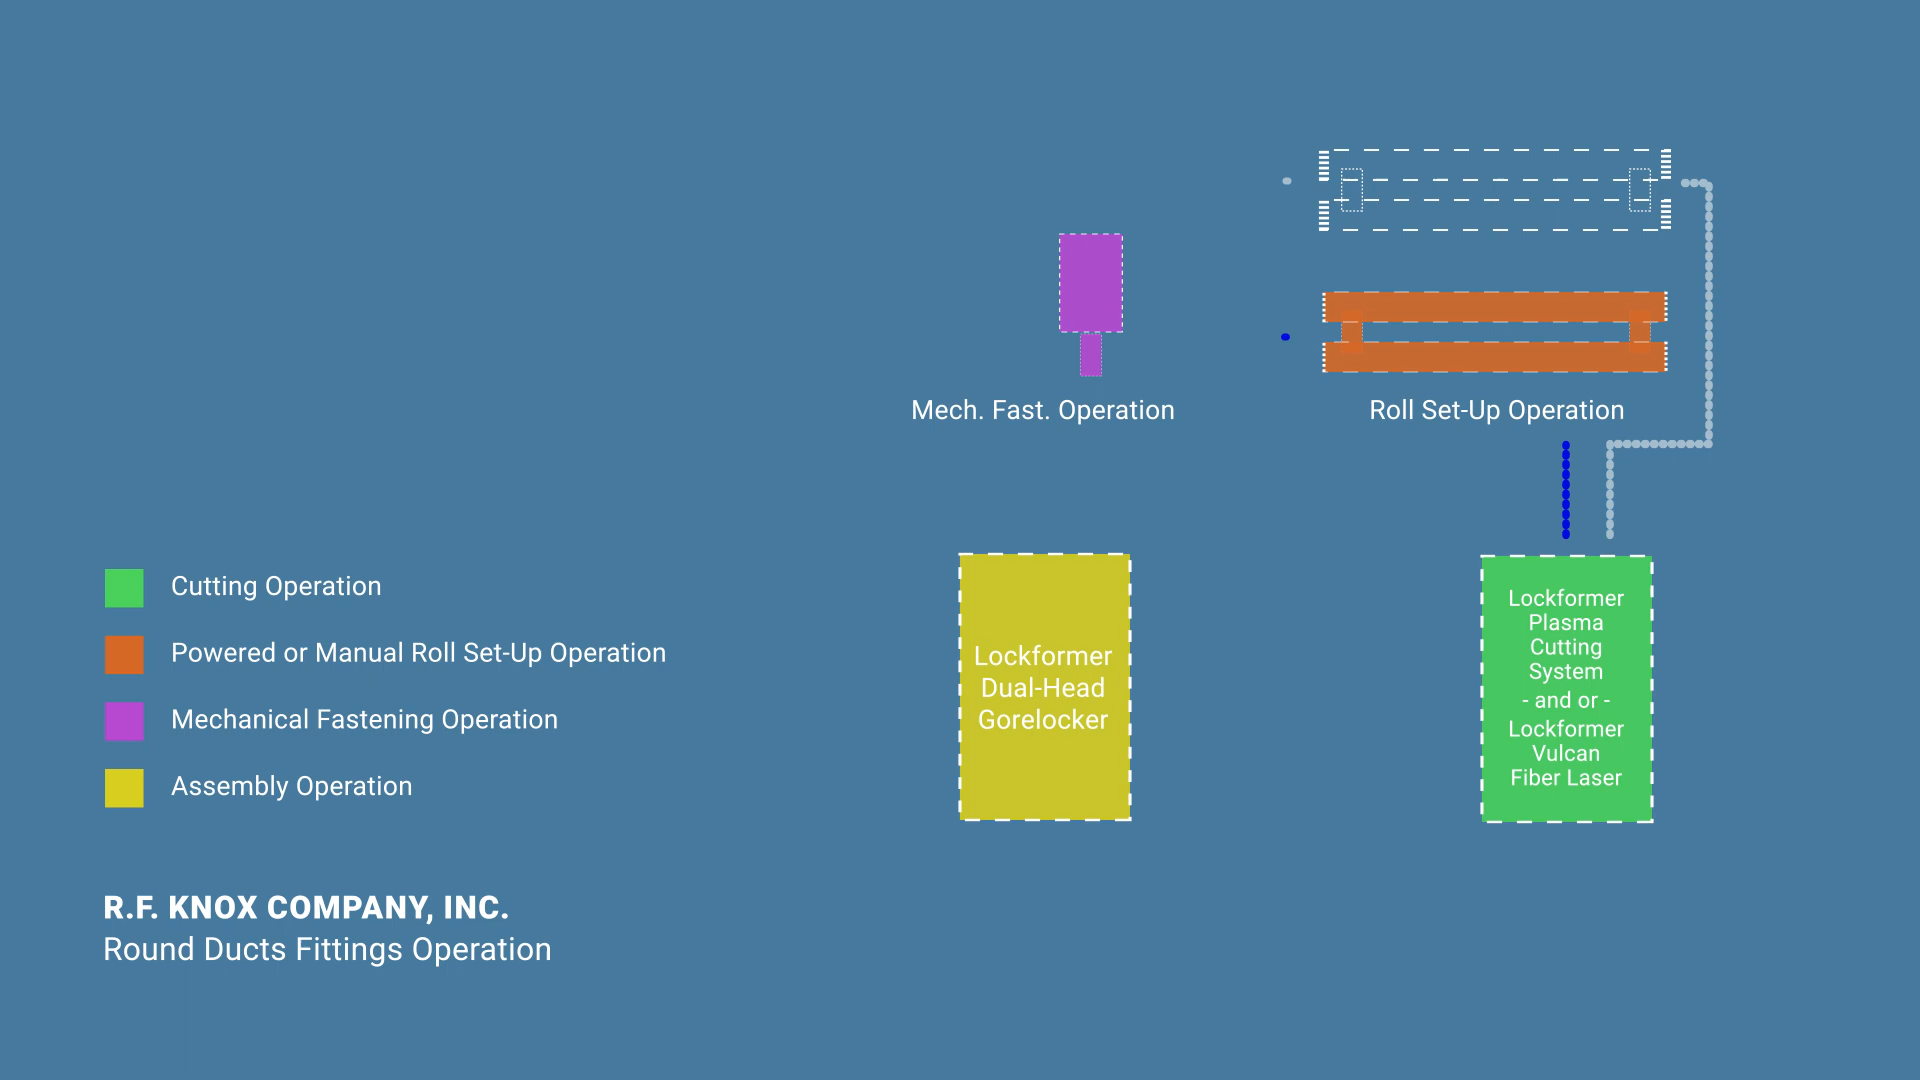 Mech. Fast. Operation
Roll Set-Up Operation
Lockformer
Dual-Head
Gorelocker
Lockformer
Plasma
Cutting
System
- and or -
Lockformer
Vulcan
Fiber Laser
Cutting Operation
Powered or Manual Roll Set-Up Operation
Mechanical Fastening Operation
Assembly Operation
R.F. KNOX COMPANY, INC.
Round Ducts Fittings Operation